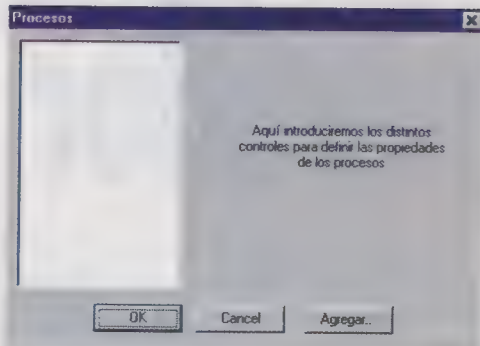 Procesos
Aquí introduciremos los distintos
controles para definir las propiedades
de los procesos
OK
Cancel
Agregar..